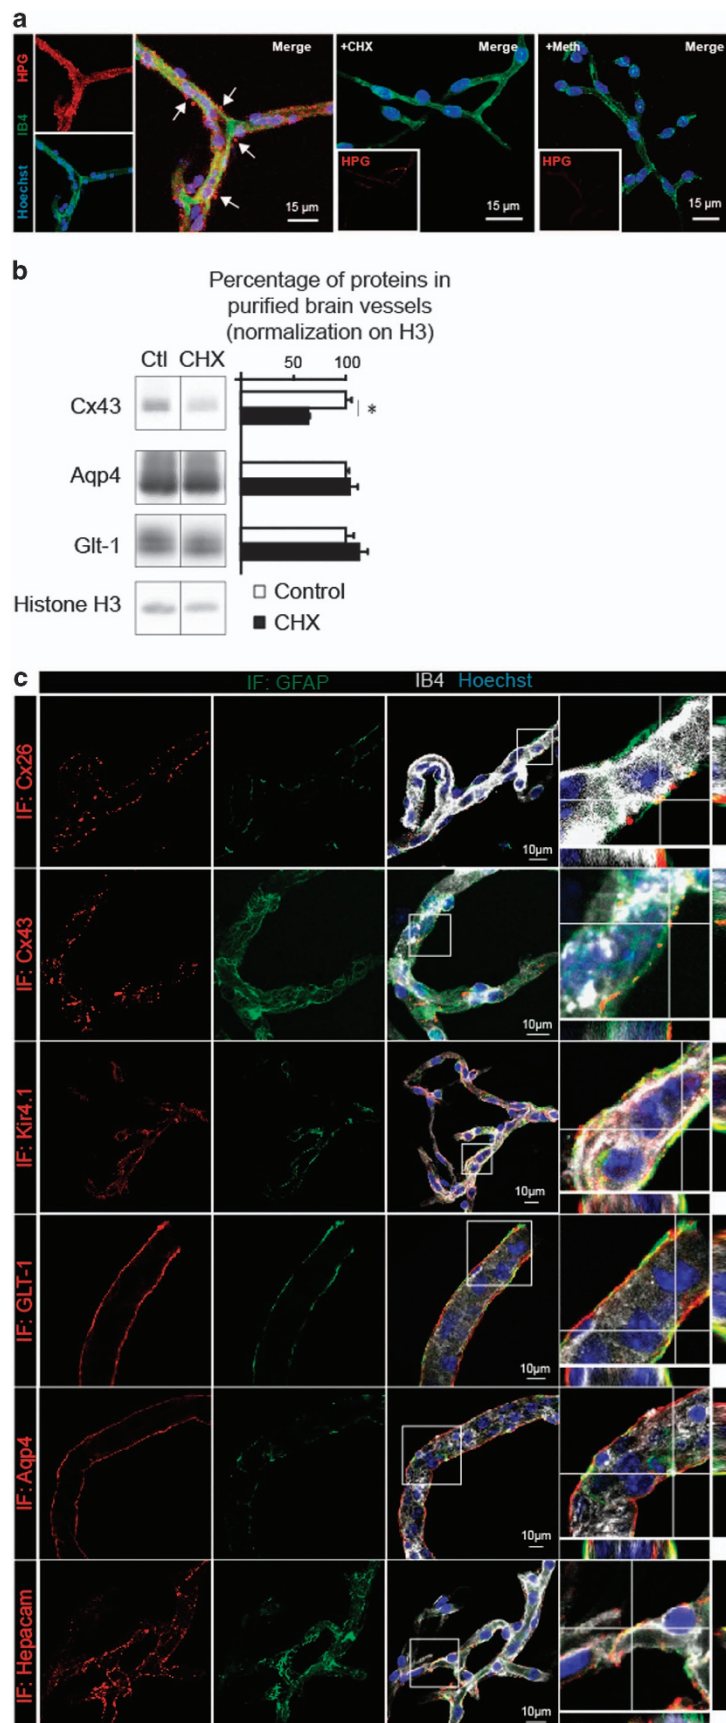 a
HPG
IB4
Hoechst
Merge
15 µm
+CHX
Merge
HPG
15 µm
+Meth
Merge
HPG
15 µm
b
Percentage of proteins in
purified brain vessels
(normalization on H3)
Ctl CHX
50 100
Cx43
*
Aqp4
Glt-1
Histone H3
Control
CHX
c
IF: GFAP IB4 Hoechst
IF: Cx26
10µm
IF: Cx43
10µm
IF: Kir4.1
10µm
IF: GLT-1
10µm
IF: Aqp4
10µm
IF: Hepacam
10µm